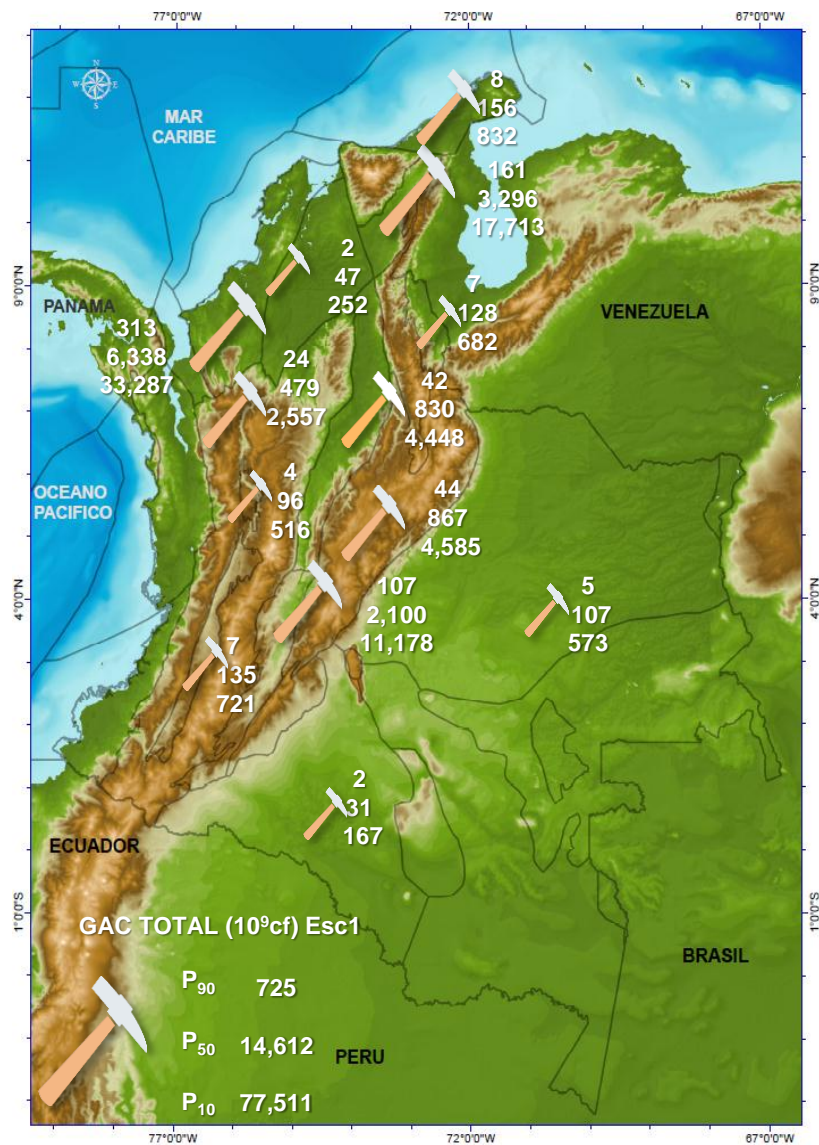 77°0'0"W
72°0'0"W
67°0'0"W
N
W
E
S
MAR
CARIBE
8
156
832
161
3,296
17,713
2
47
252
9°0'0"N
9°0'0"N
PANAMA
7
128
682
VENEZUELA
313
6,338
33,287
24
479
2,557
42
830
4,448
OCEANO
PACIFICO
4
96
516
44
867
4,585
4°0'0"N
4°0'0"N
107
2,100
11,178
5
107
573
7
135
721
2
31
167
ECUADOR
1°0'0"S
1°0'0"S
GAC TOTAL (10⁹cf) Esc1
BRASIL
P₉₀ 725
P₅₀ 14,612
PERU
P₁₀ 77,511
77°0'0"W
72°0'0"W
67°0'0"W